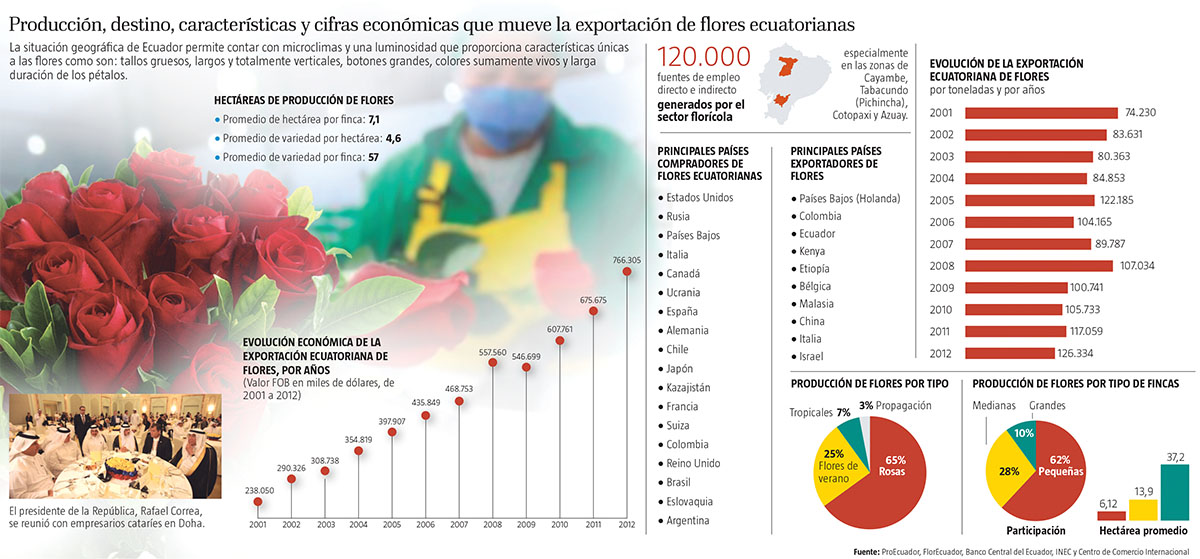 Producción, destino, características y cifras económicas que mueve la exportación de flores ecuatorianas
La situación geográfica de Ecuador permite contar con microclimas y una luminosidad que proporciona características únicas
a las flores como son: tallos gruesos, largos y totalmente verticales, botones grandes, colores sumamente vivos y larga
duración de los pétalos.
HECTÁREAS DE PRODUCCIÓN DE FLORES
● Promedio de hectárea por finca: 7,1
● Promedio de variedad por hectárea: 4,6
● Promedio de variedad por finca: 57
EVOLUCIÓN ECONÓMICA DE LA
EXPORTACIÓN ECUATORIANA DE
FLORES, POR AÑOS
(Valor FOB en miles de dólares, de
2001 a 2012)
238.050
290.326
308.738
354.819
397.907
435.849
468.753
557.560
546.699
607.761
675.675
766.305
2001 2002 2003 2004 2005 2006 2007 2008 2009 2010 2011 2012
El presidente de la República, Rafael Correa,
se reunió con empresarios cataríes en Doha.
120.000
fuentes de empleo
directo e indirecto
generados por el
sector florícola
especialmente
en las zonas de
Cayambe,
Tabacundo
(Pichincha),
Cotopaxi y Azuay.
PRINCIPALES PAÍSES
COMPRADORES DE
FLORES ECUATORIANAS
● Estados Unidos
● Rusia
● Países Bajos
● Italia
● Canadá
● Ucrania
● España
● Alemania
● Chile
● Japón
● Kazajistán
● Francia
● Suiza
● Colombia
● Reino Unido
● Brasil
● Eslovaquia
● Argentina
PRINCIPALES PAÍSES
EXPORTADORES DE
FLORES
● Países Bajos (Holanda)
● Colombia
● Ecuador
● Kenya
● Etiopía
● Bélgica
● Malasia
● China
● Italia
● Israel
EVOLUCIÓN DE LA EXPORTACIÓN
ECUATORIANA DE FLORES
por toneladas y por años
2001 74.230
2002 83.631
2003 80.363
2004 84.853
2005 122.185
2006 104.165
2007 89.787
2008 107.034
2009 100.741
2010 105.733
2011 117.059
2012 126.334
PRODUCCIÓN DE FLORES POR TIPO
Tropicales 7% 3% Propagación
25%
Flores de
verano
65%
Rosas
PRODUCCIÓN DE FLORES POR TIPO DE FINCAS
Medianas Grandes
10%
28%
62%
Pequeñas
Participación
6,12
13,9
37,2
Hectárea promedio
Fuente: ProEcuador, FlorEcuador, Banco Central del Ecuador, INEC y Centro de Comercio Internacional